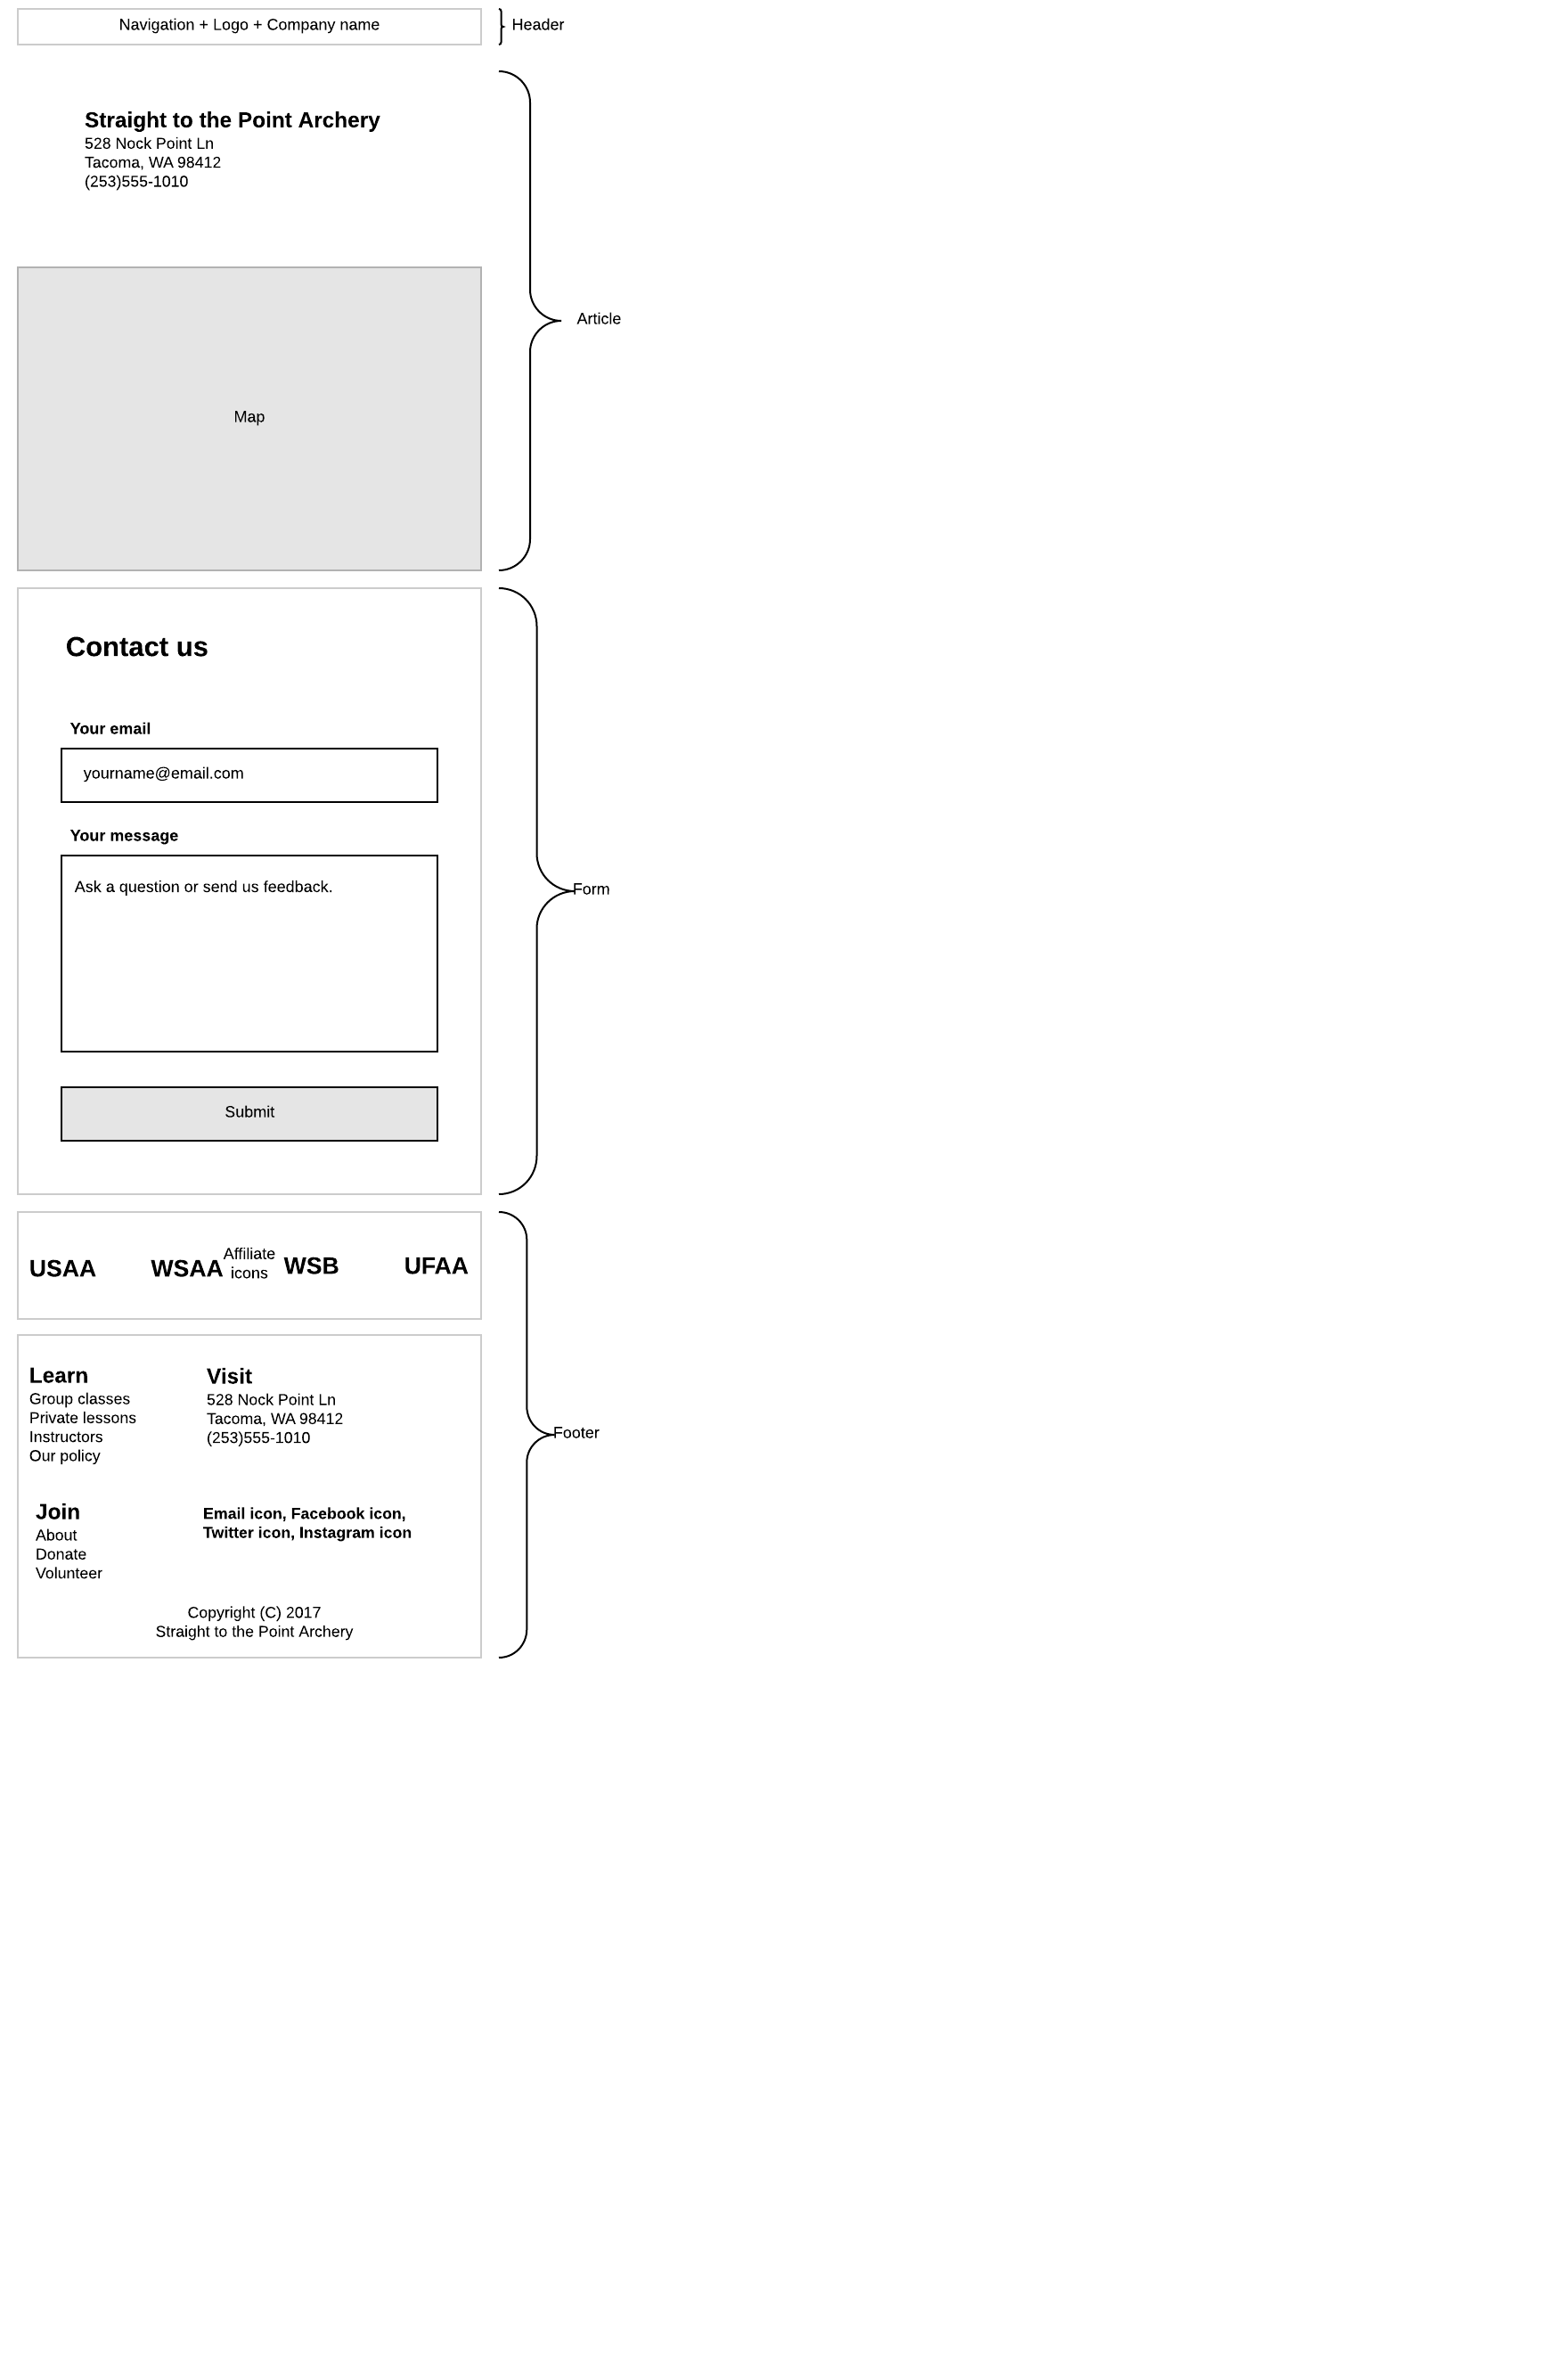 Navigation + Logo + Company name
Header
Straight to the Point Archery
528 Nock Point Ln
Tacoma, WA 98412
(253)555-1010
Article
Map
Contact us
Your email
yourname@email.com
Your message
Ask a question or send us feedback.
Form
Submit
USAA
WSAA
Affiliate
icons
WSB
UFAA
Learn
Group classes
Private lessons
Instructors
Our policy
Visit
528 Nock Point Ln
Tacoma, WA 98412
(253)555-1010
Footer
Join
About
Donate
Volunteer
Email icon, Facebook icon,
Twitter icon, Instagram icon
Copyright (C) 2017
Straight to the Point Archery